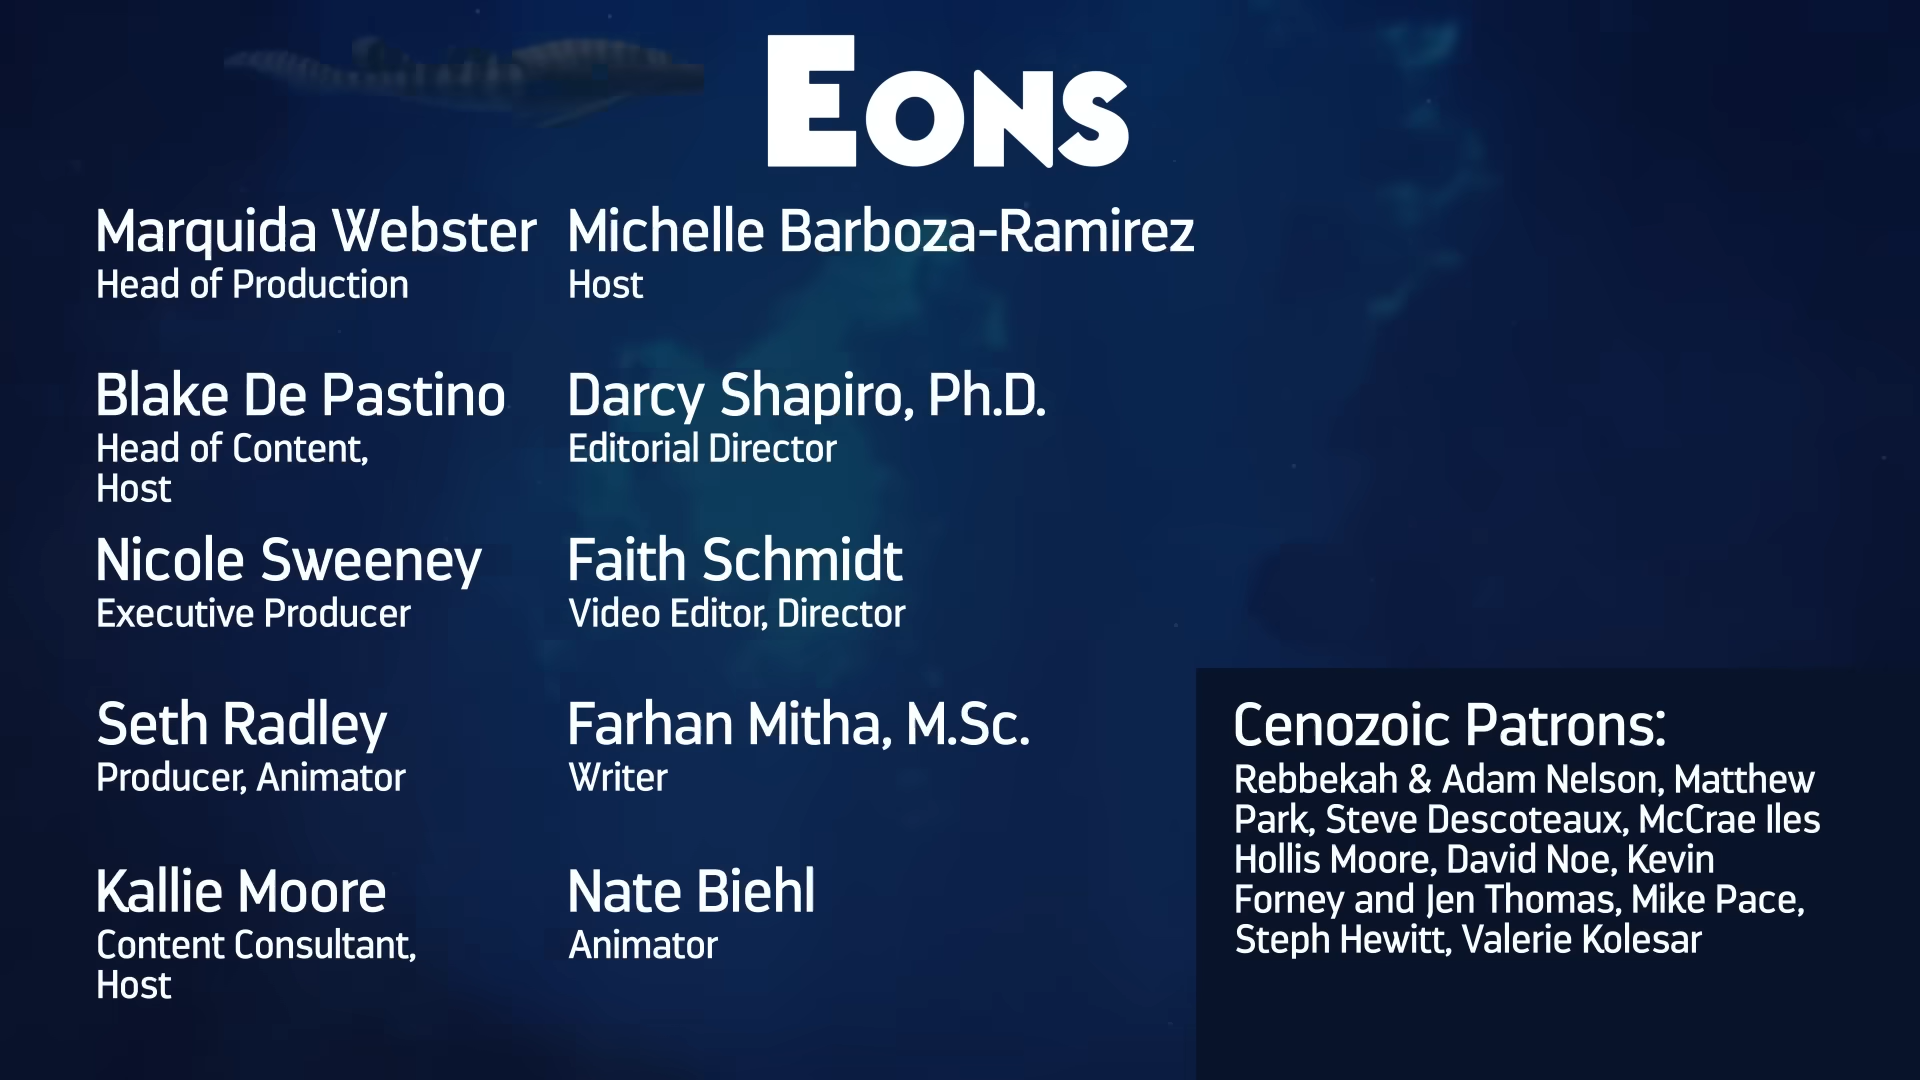 EONS
Marquida Webster
Head of Production
Michelle Barboza-Ramirez
Host
Blake De Pastino
Head of Content,
Host
Darcy Shapiro, Ph.D.
Editorial Director
Nicole Sweeney
Executive Producer
Faith Schmidt
Video Editor, Director
Seth Radley
Producer, Animator
Farhan Mitha, M.Sc.
Writer
Kallie Moore
Content Consultant,
Host
Nate Biehl
Animator
Cenozoic Patrons:
Rebbekah & Adam Nelson, Matthew
Park, Steve Descoteaux, McCrae Iles
Hollis Moore, David Noe, Kevin
Forney and Jen Thomas, Mike Pace,
Steph Hewitt, Valerie Kolesar